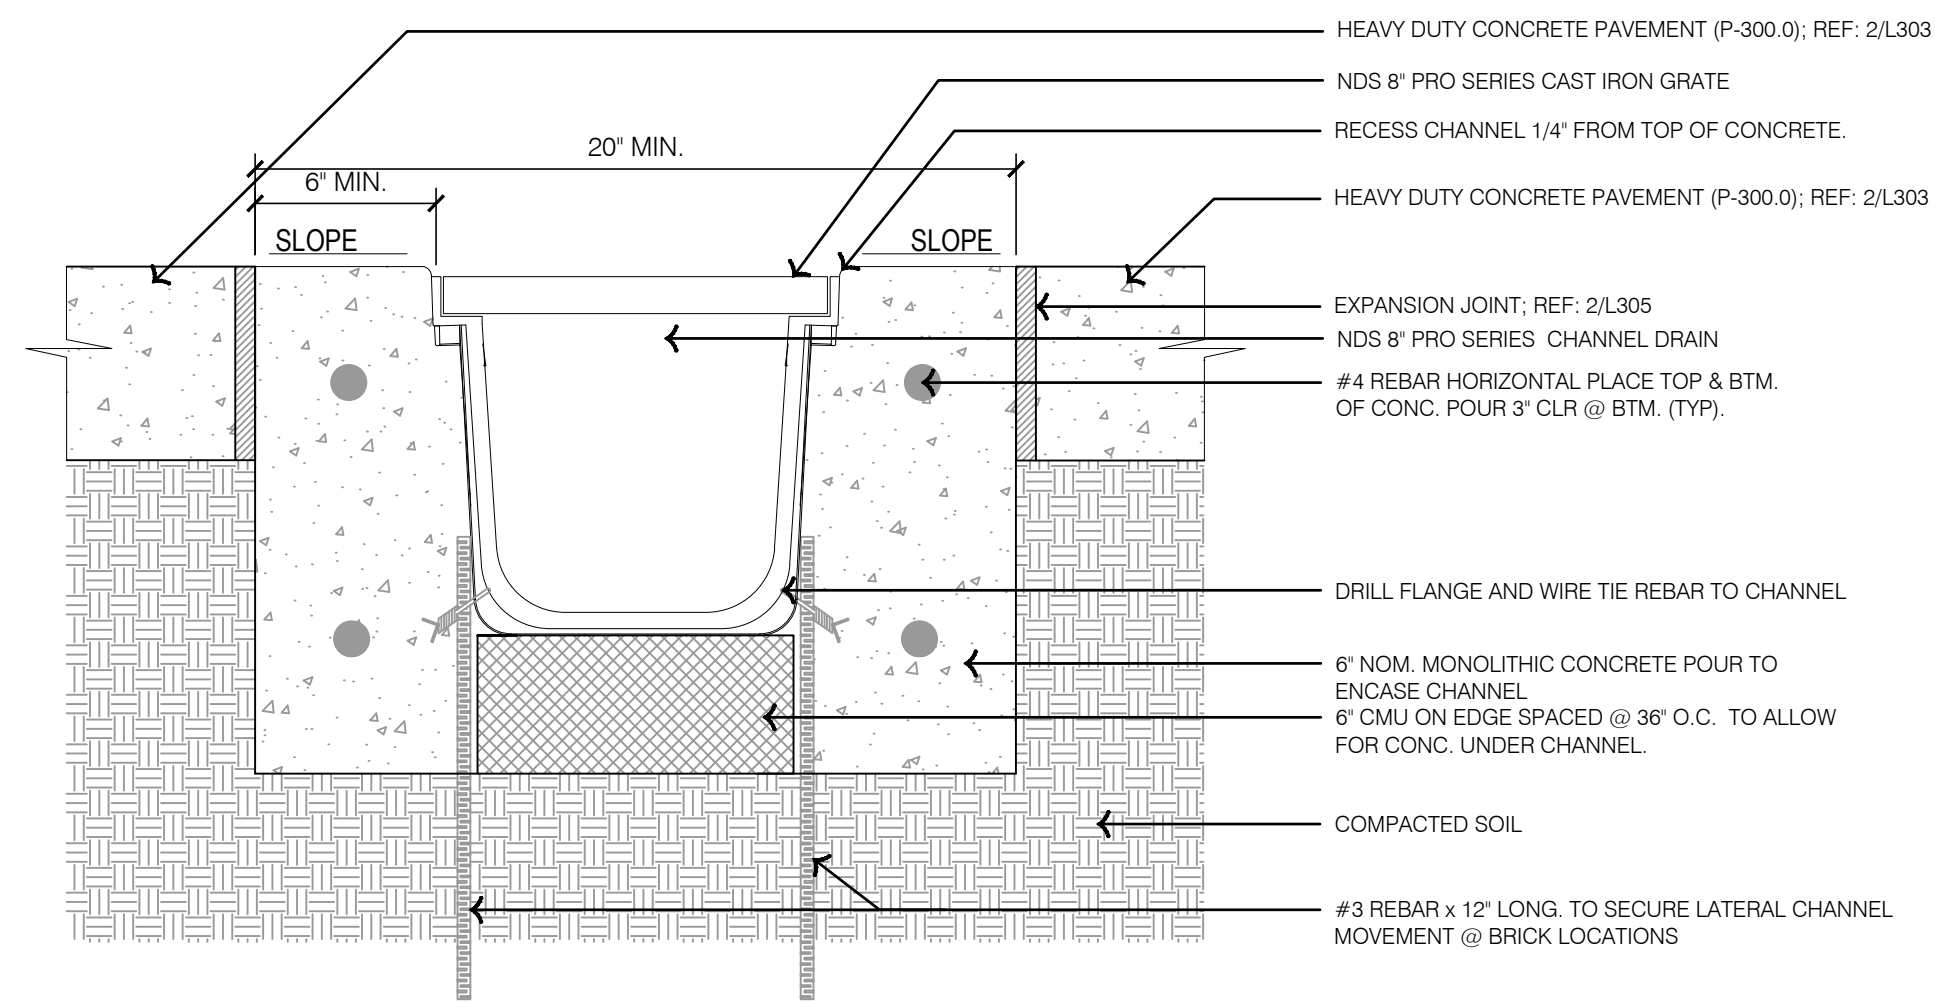 HEAVY DUTY CONCRETE PAVEMENT (P-300.0); REF: 2/L303
NDS 8" PRO SERIES CAST IRON GRATE
RECESS CHANNEL 1/4" FROM TOP OF CONCRETE.
20" MIN.
6" MIN.
HEAVY DUTY CONCRETE PAVEMENT (P-300.0); REF: 2/L303
SLOPE
SLOPE
EXPANSION JOINT; REF: 2/L305
NDS 8" PRO SERIES CHANNEL DRAIN
#4 REBAR HORIZONTAL PLACE TOP & BTM.
OF CONC. POUR 3" CLR @ BTM. (TYP).
DRILL FLANGE AND WIRE TIE REBAR TO CHANNEL
6" NOM. MONOLITHIC CONCRETE POUR TO
ENCASE CHANNEL
6" CMU ON EDGE SPACED @ 36" O.C. TO ALLOW
FOR CONC. UNDER CHANNEL.
COMPACTED SOIL
#3 REBAR x 12" LONG. TO SECURE LATERAL CHANNEL
MOVEMENT @ BRICK LOCATIONS